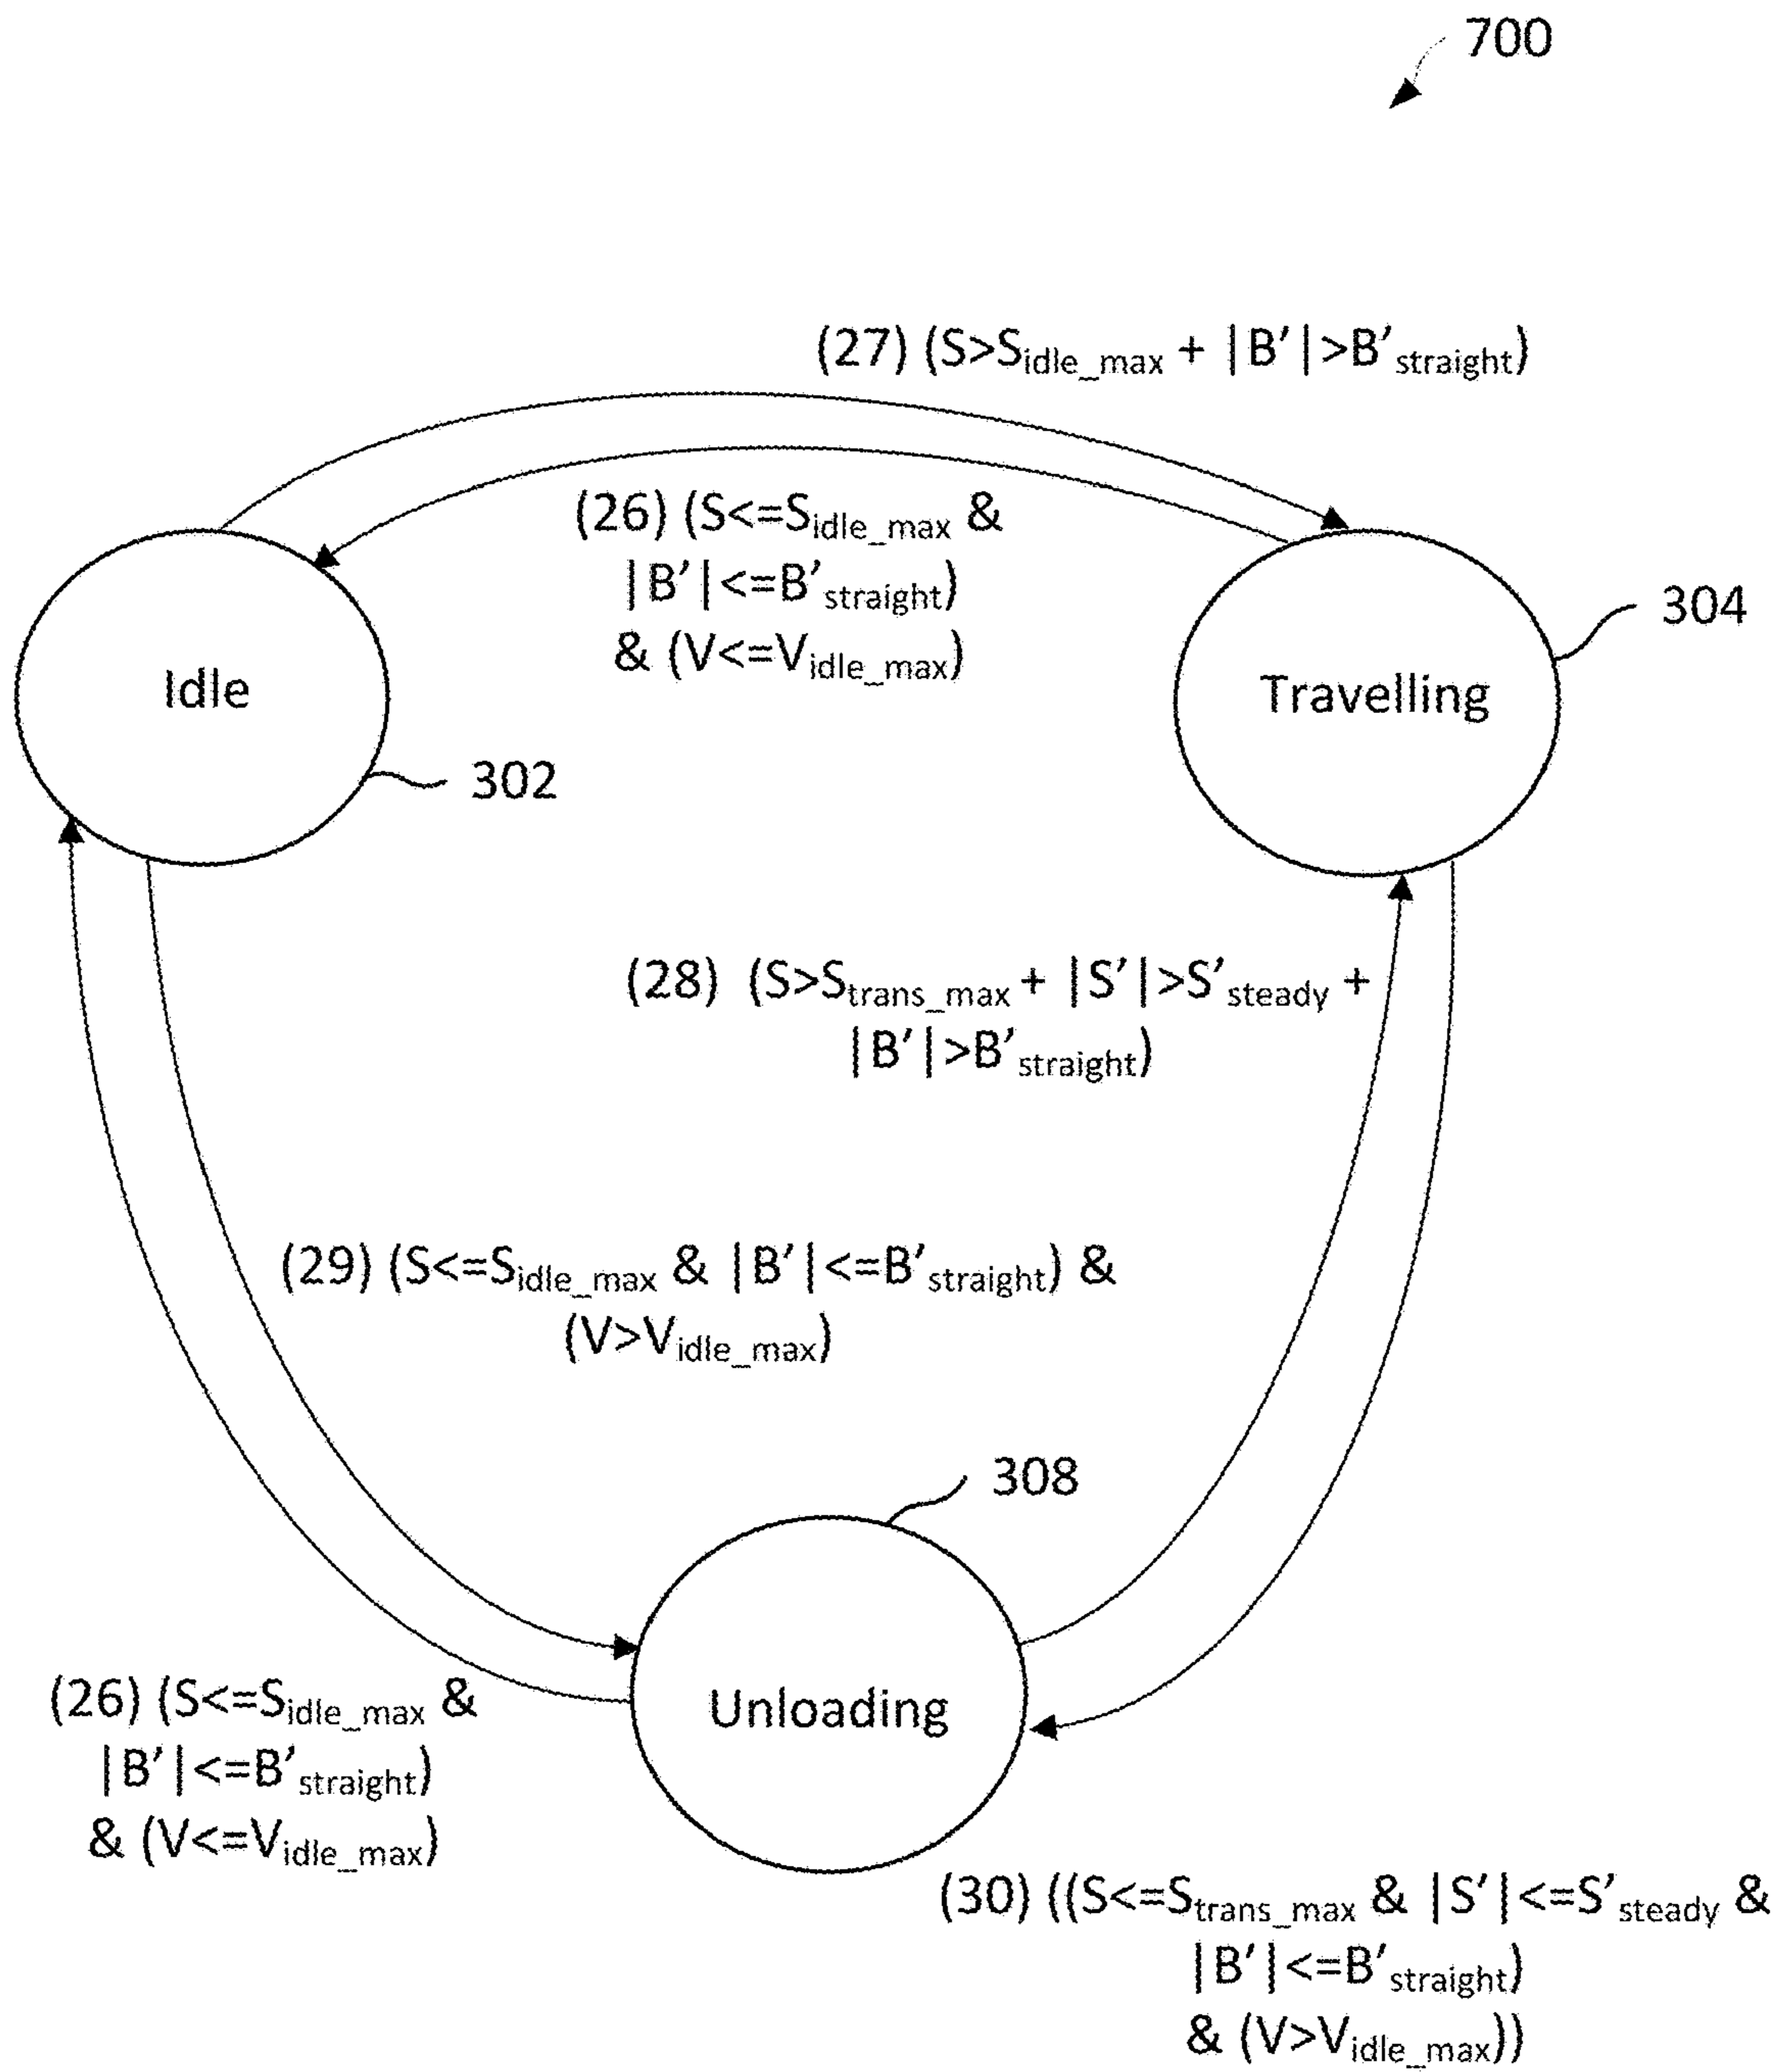 700
(27) (S>Sidle_max + |B′|>B′straight)
(26) (S<=Sidle_max &
|B′|<=B′straight)
& (V<=Vidle_max)
304
Idle
Travelling
302
(28) (S>Strans_max + |S′|>S′steady +
|B′|>B′straight)
(29) (S<=Sidle_max & |B′|<=B′straight) &
(V>Vidle_max)
308
(26) (S<=Sidle_max &
|B′|<=B′straight)
& (V<=Vidle_max)
Unloading
(30) ((S<=Strans_max & |S′|<=S′steady &
|B′|<=B′straight)
& (V>Vidle_max))